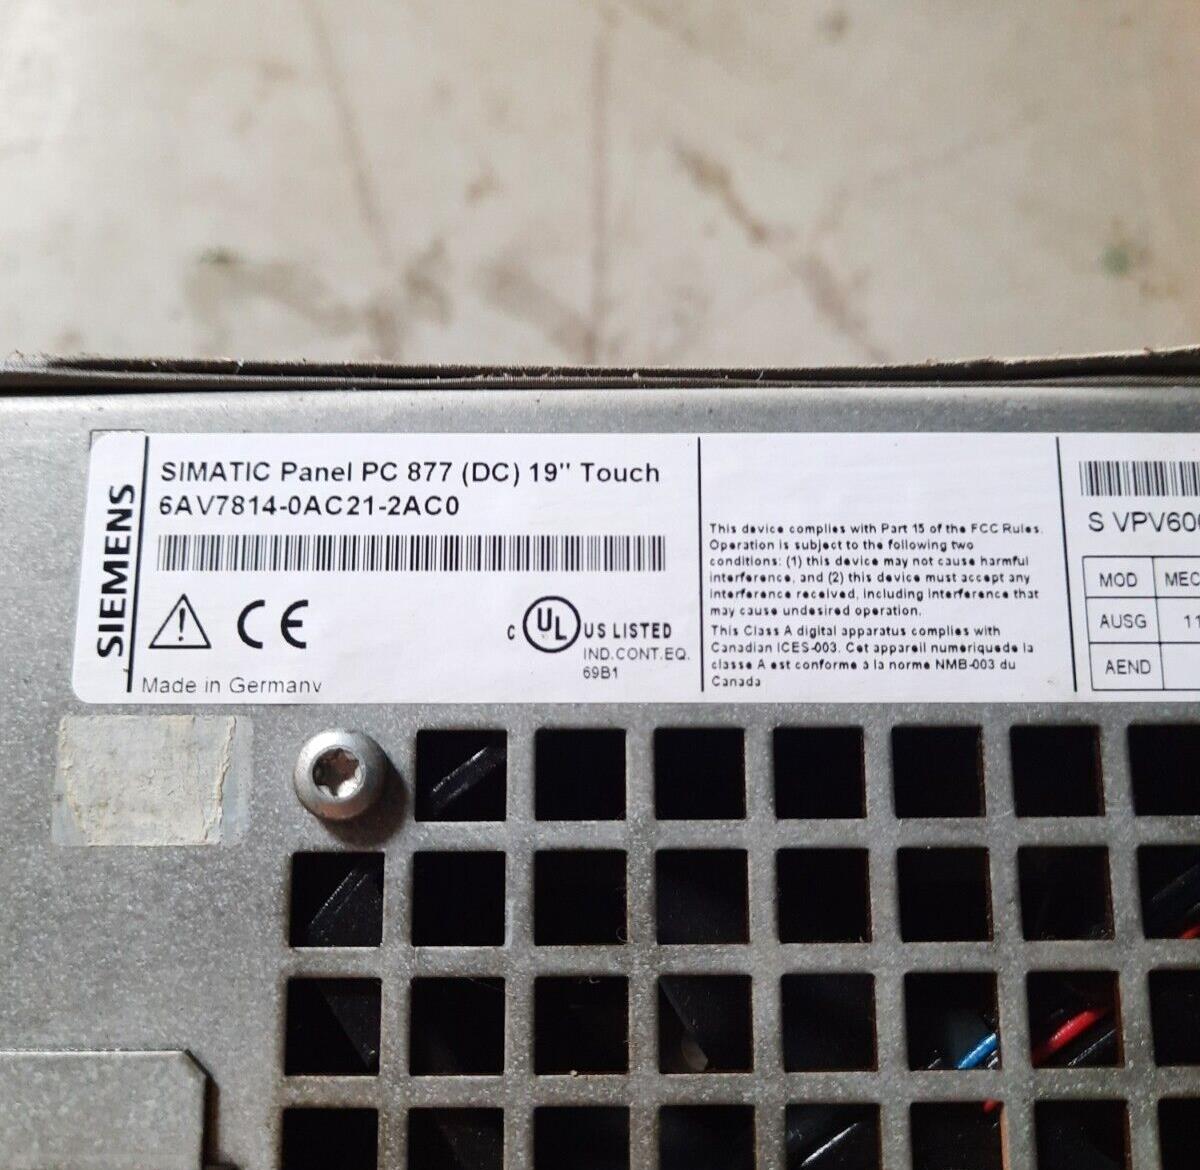 SIEMENS
SIMATIC Panel PC 877 (DC) 19" Touch
6AV7814-0AC21-2AC0
CE
C UL US LISTED
IND.CONT.EQ.
69B1
Made in Germany
This device complies with Part 15 of the FCC Rules.
Operation is subject to the following two
conditions: (1) this device may not cause harmful
interference, and (2) this device must accept any
interference received, including interference that
may cause undesired operation.
This Class A digital apparatus complies with
Canadian ICES-003. Cet appareil numeriquede la
classe A est conforme à la norme NMB-003 du
Canada
S VPV60
MOD MEC
AUSG 11
AEND